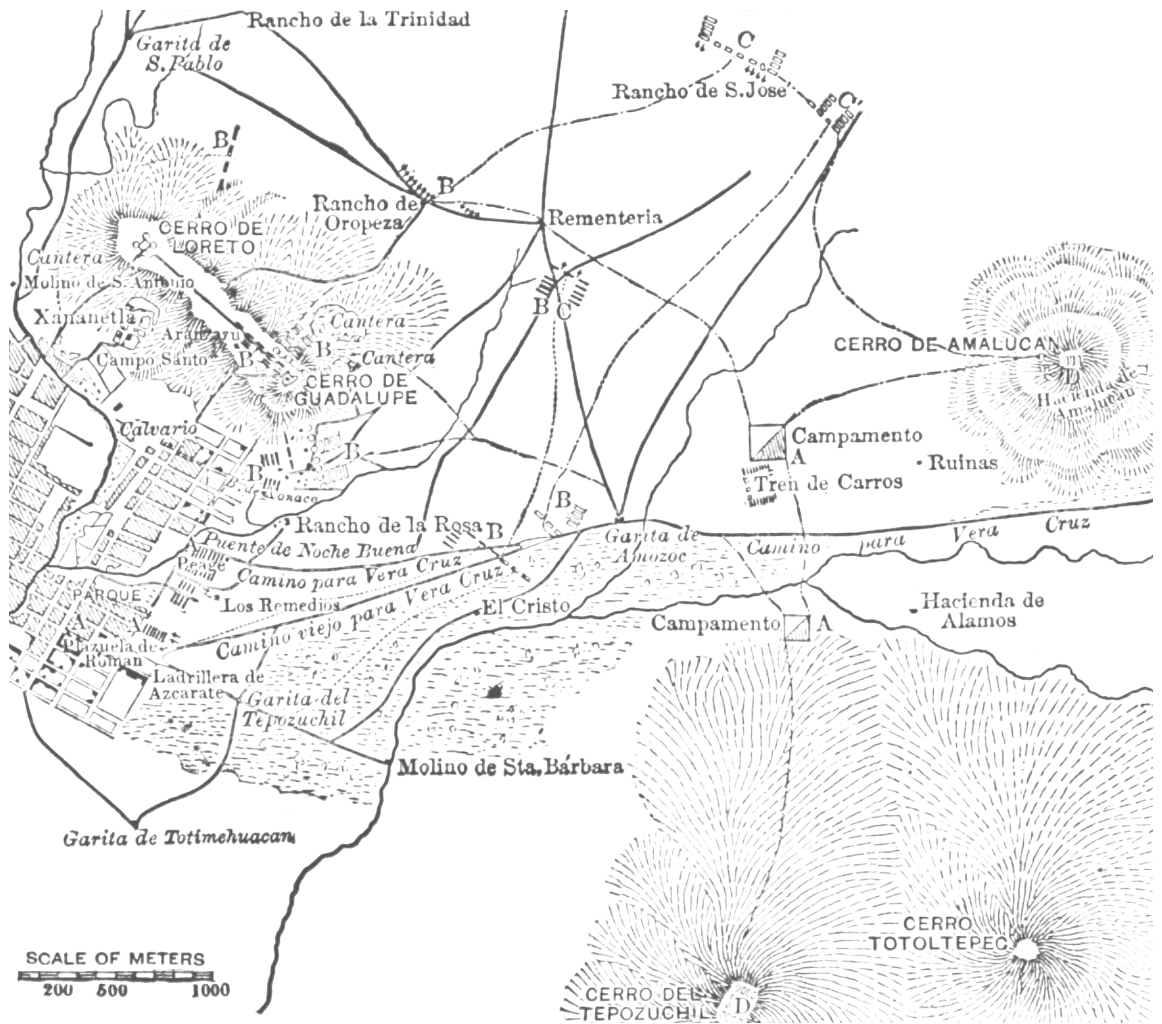 Rancho de la Trinidad
Garita de
S. Pablo
C
Rancho de S. Jose
C
B
B
Rancho de
Oropeza
Rementeria
CERRO DE
LORETO
Cantera
Molino de S. Antonio
Xananetla
Aranzayu
Campo Santo
B
B
Cantera
Cantera
CERRO DE
GUADALUPE
B
C
CERRO DE AMALUCAN
D
Hacienda de
Amalucan
Calvario
B
B
Campamento
A
Ruinas
Tren de Carros
Rancho de la Rosa
B
B
Puente de Noche Buena
Garita de
Amozoc
Camino para Vera Cruz
Camino para Vera Cruz
PARQUE
Los Remedios
Camino viejo para Vera Cruz
El Cristo
Campamento
A
Hacienda de
Alamos
Plazuela de
Roman
Ladrillera de
Azcarate
Garita del
Tepozuchil
Molino de Sta. Bárbara
Garita de Totimehuacan
CERRO
TOTOLTEPEC
SCALE OF METERS
200 500 1000
CERRO DEL
TEPOZUCHIL
D